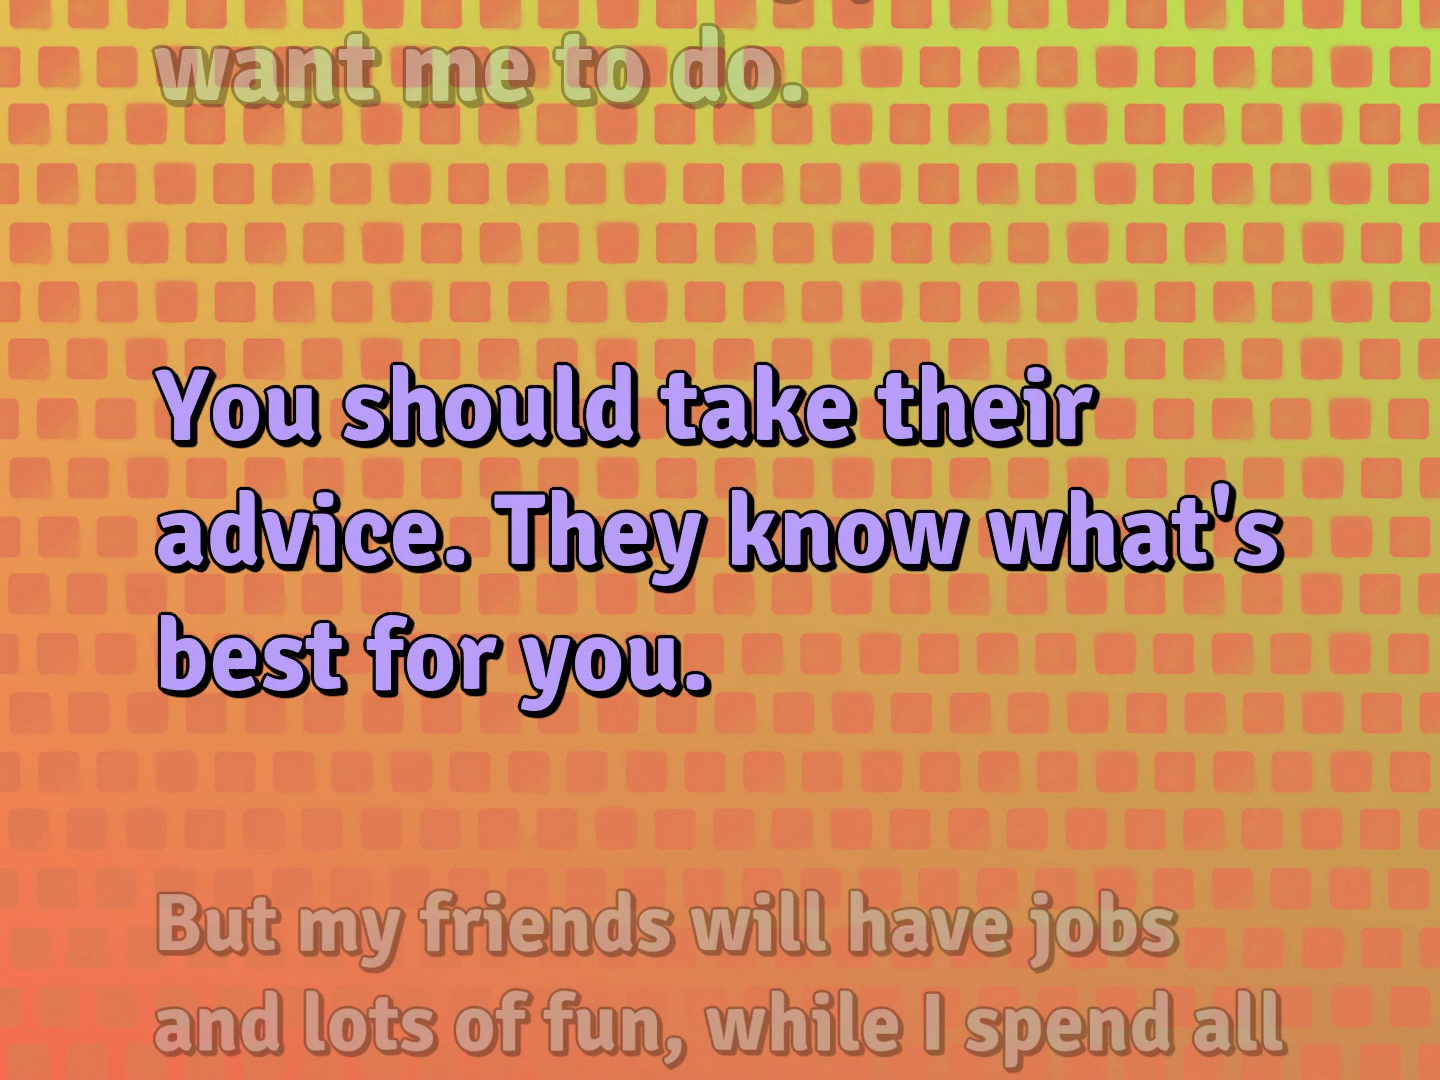 want me to do.
You should take their
advice. They know what's
best for you.
But my friends will have jobs
and lots of fun, while I spend all